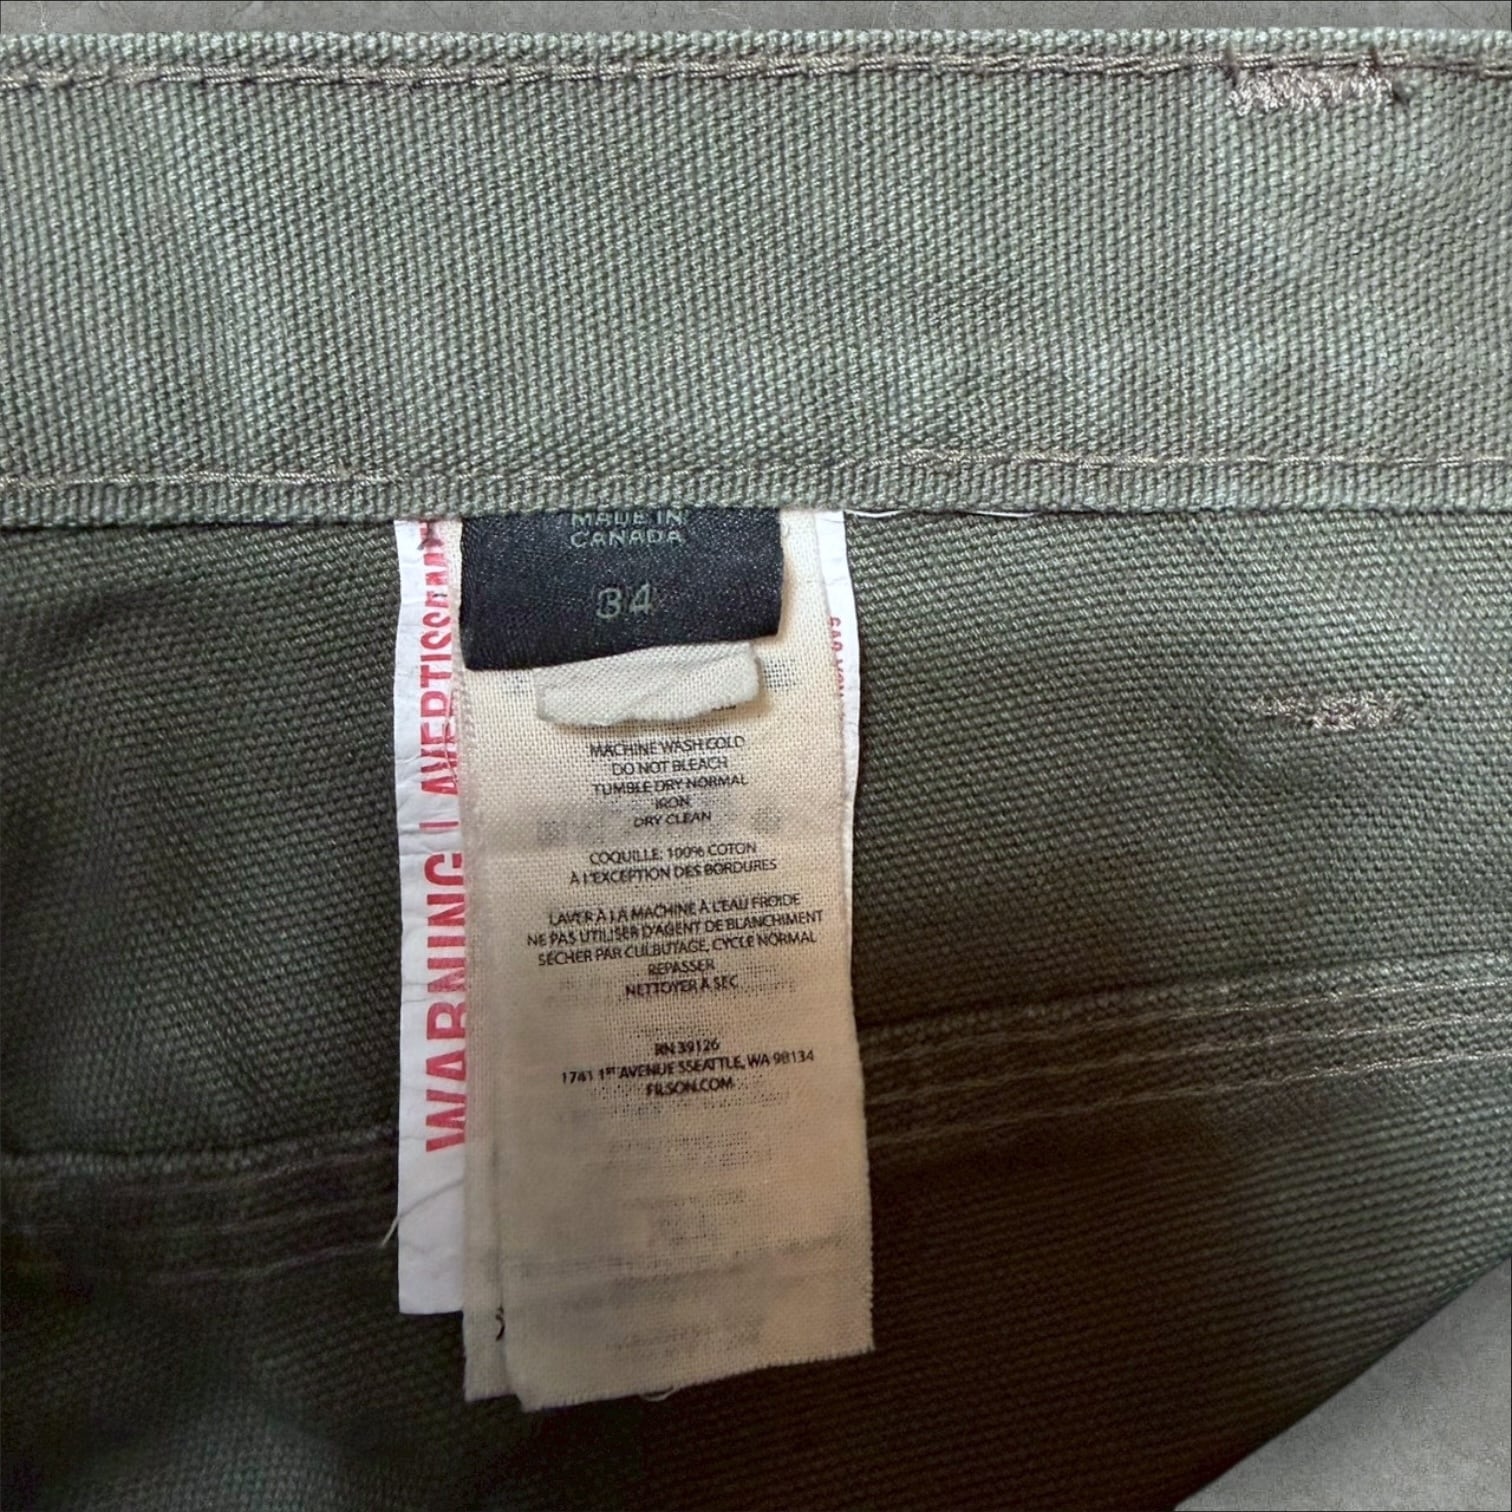 MADE IN
CANADA
34
WARNING | AVERTISSEMENT
MACHINE WASH COLD
DO NOT BLEACH
TUMBLE DRY NORMAL
IRON
DRY CLEAN
COQUILLE: 100% COTON
À L'EXCEPTION DES BORDURES
LAVER À LA MACHINE À L'EAU FROIDE
NE PAS UTILISER D'AGENT DE BLANCHIMENT
SÉCHER PAR CULBUTAGE, CYCLE NORMAL
REPASSER
NETTOYER À SEC
RN 39126
1741 1ST AVENUE SSEATTLE, WA 98134
FILSON.COM